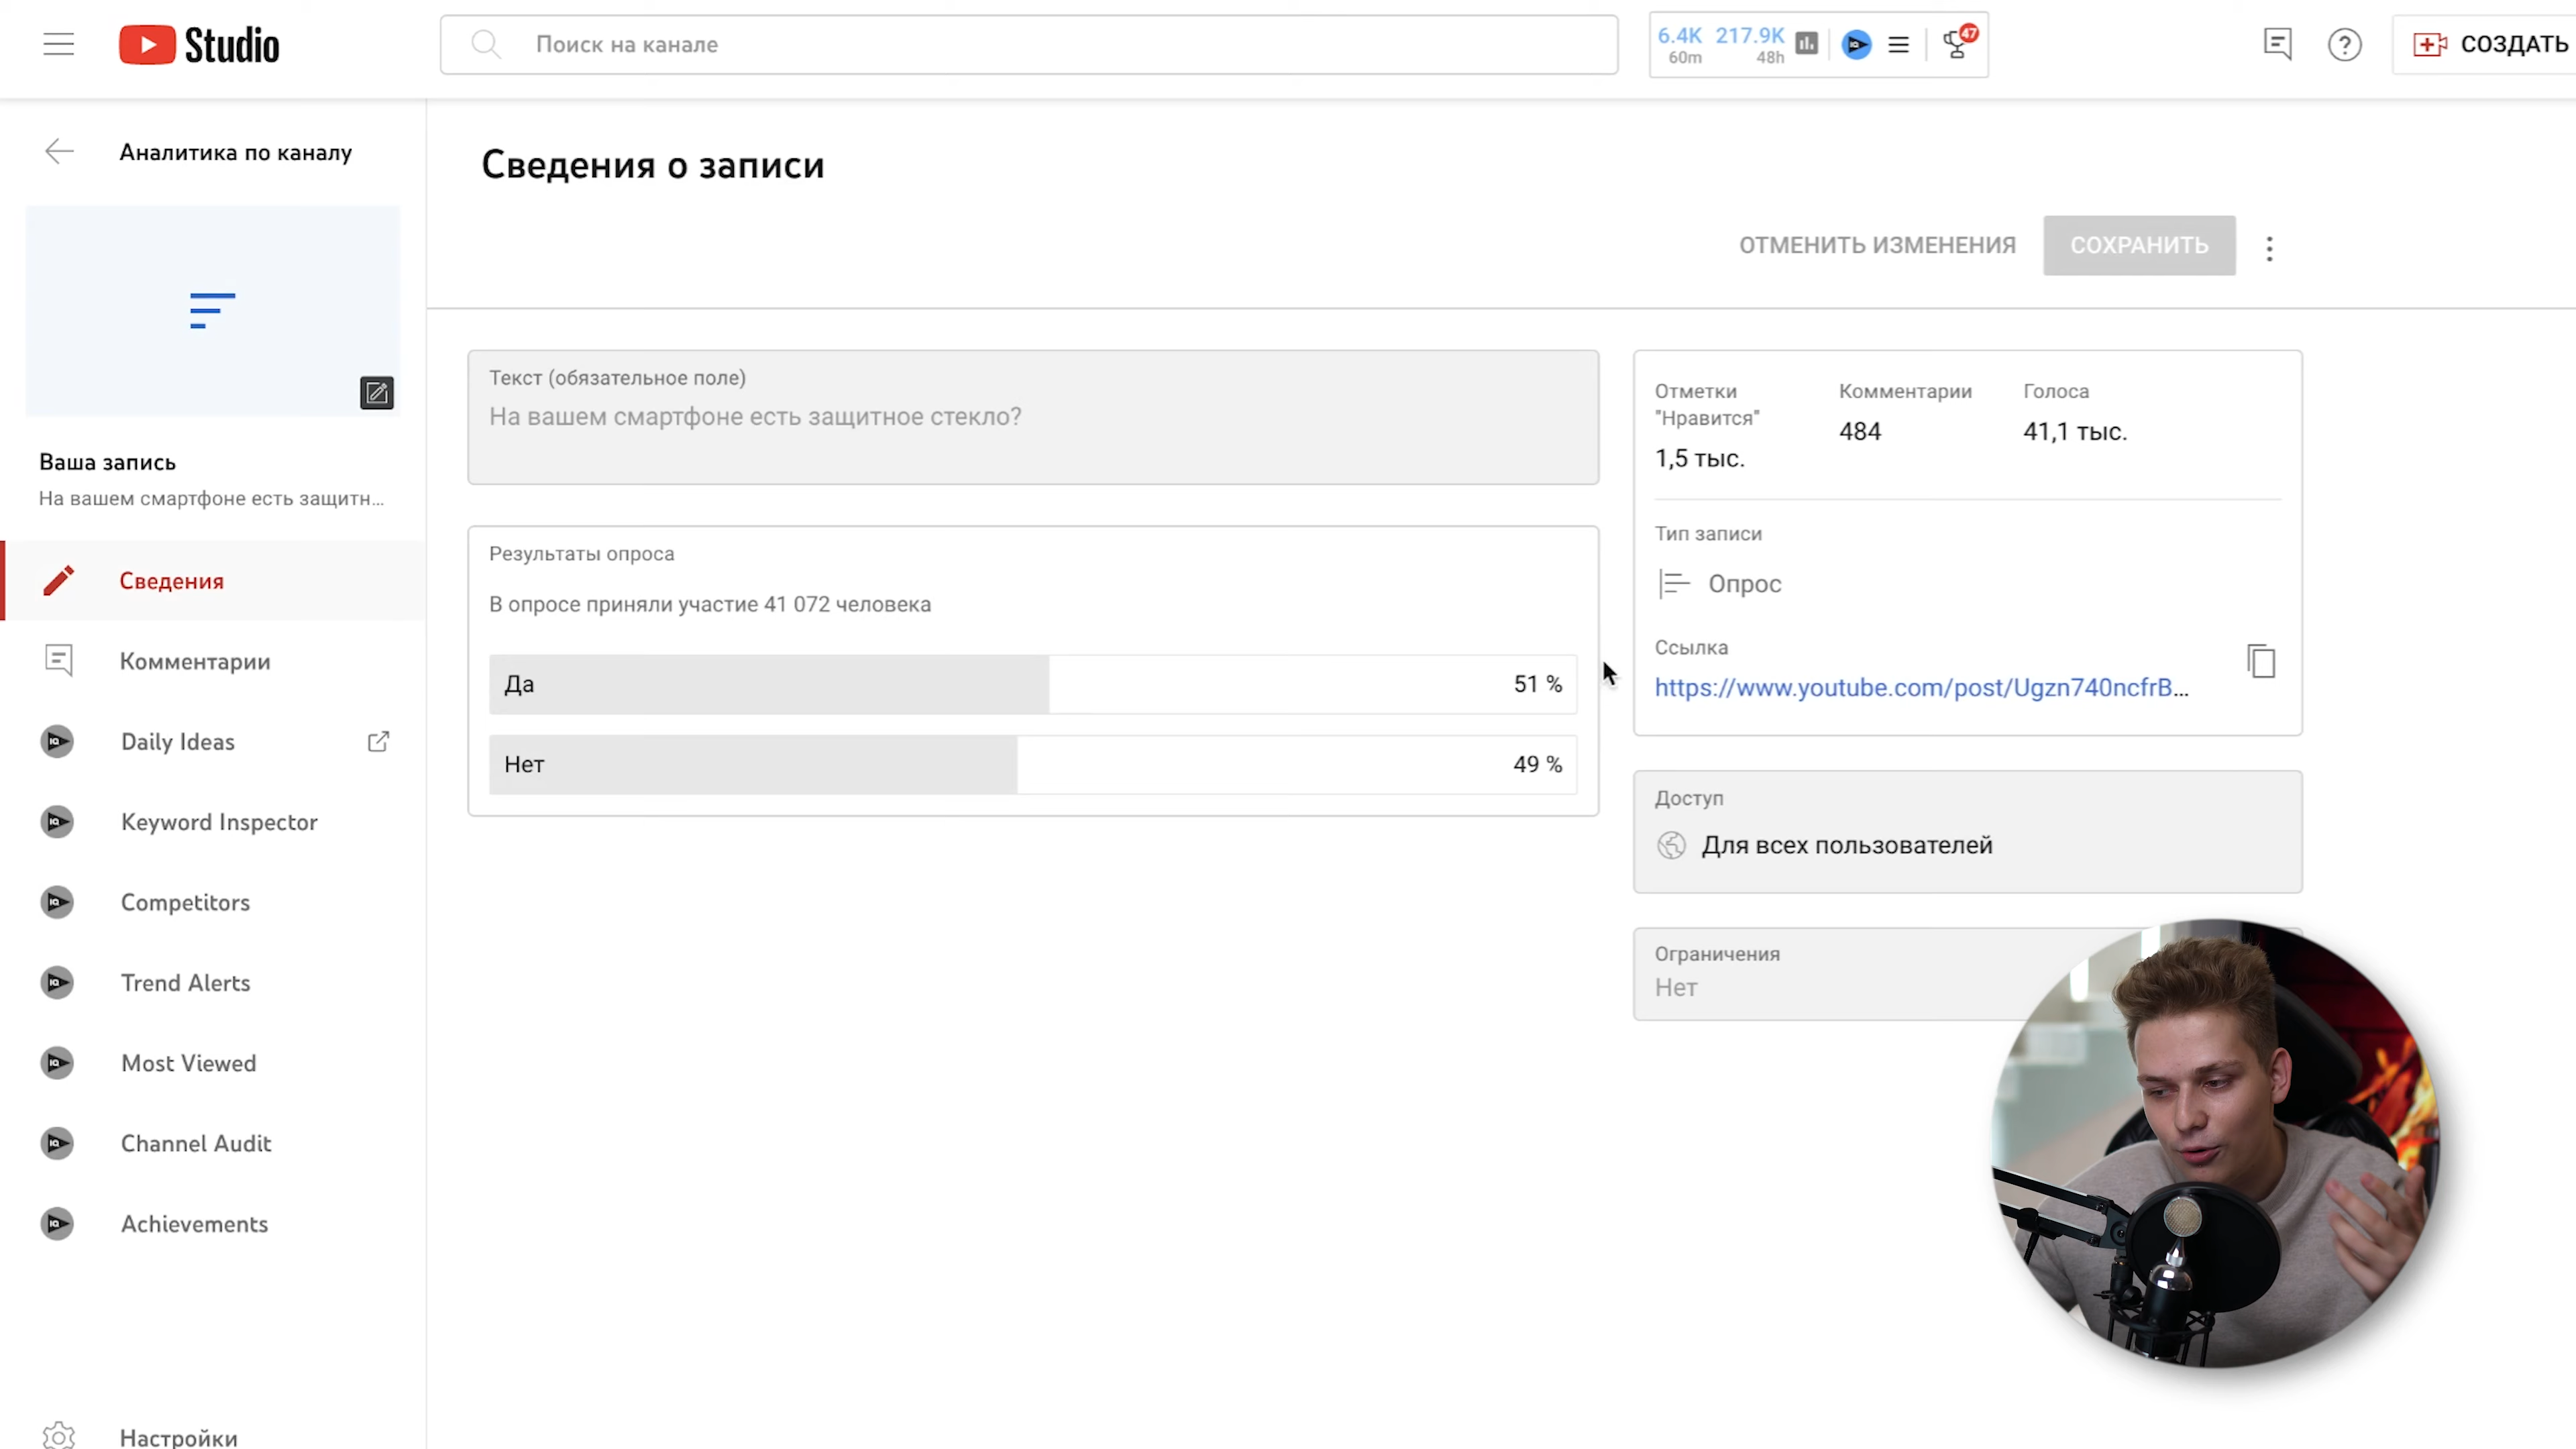 Studio
Поиск на канале
6.4K 217.9K
60m 48h
47
СОЗДАТЬ
Аналитика по каналу
Ваша запись
На вашем смартфоне есть защитн...
Сведения
Комментарии
Daily Ideas
Keyword Inspector
Competitors
Trend Alerts
Most Viewed
Channel Audit
Achievements
Настройки
Сведения о записи
ОТМЕНИТЬ ИЗМЕНЕНИЯ
СОХРАНИТЬ
Текст (обязательное поле)
На вашем смартфоне есть защитное стекло?
Результаты опроса
В опросе приняли участие 41 072 человека
Да 51 %
Нет 49 %
Отметки
"Нравится"
1,5 тыс.
Комментарии
484
Голоса
41,1 тыс.
Тип записи
Опрос
Ссылка
https://www.youtube.com/post/Ugzn740ncfrB...
Доступ
Для всех пользователей
Ограничения
Нет